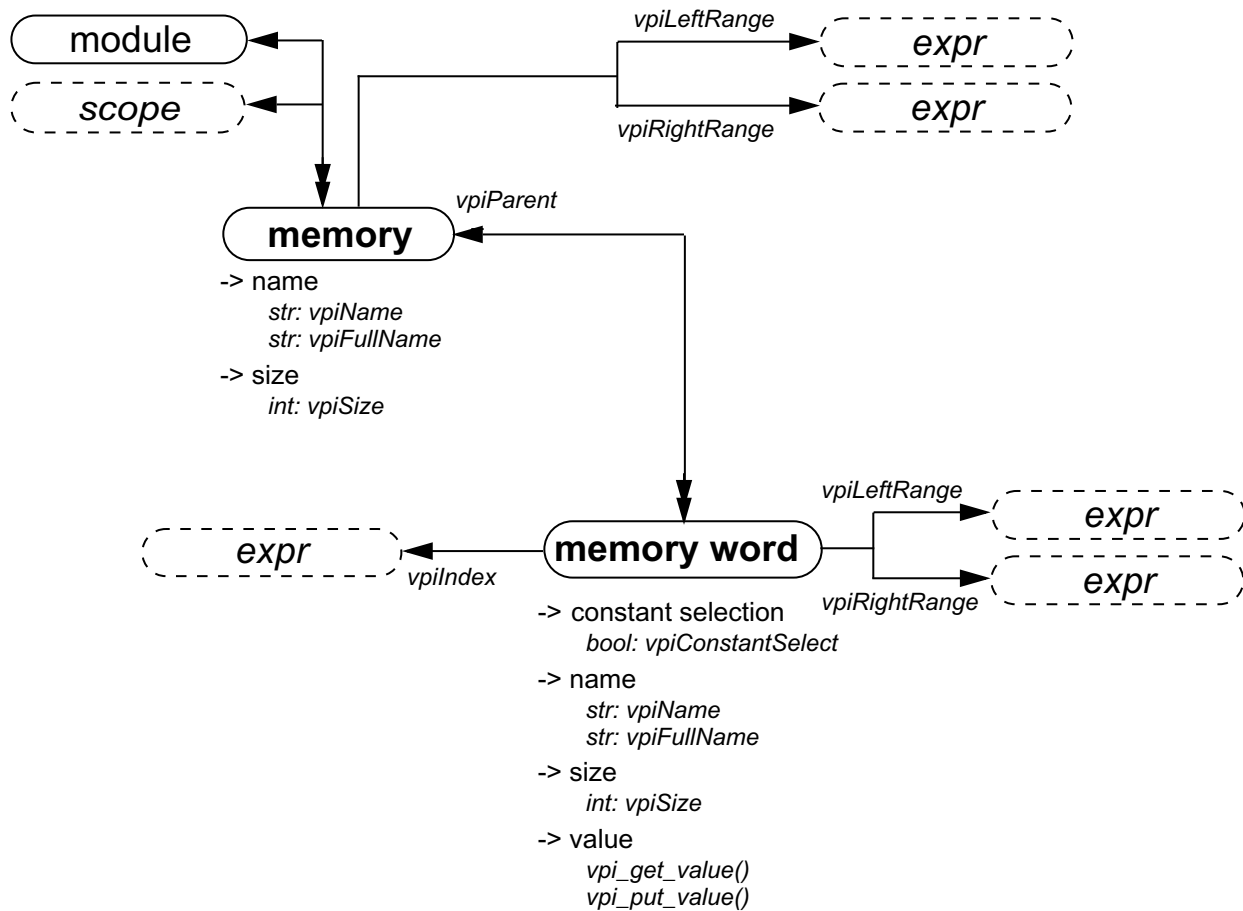 module
vpiLeftRange
expr
scope
expr
vpiRightRange
vpiParent
memory
-> name
str: vpiName
str: vpiFullName
-> size
int: vpiSize
vpiLeftRange
expr
expr
memory word
vpiIndex
expr
vpiRightRange
-> constant selection
bool: vpiConstantSelect
-> name
str: vpiName
str: vpiFullName
-> size
int: vpiSize
-> value
vpi_get_value()
vpi_put_value()